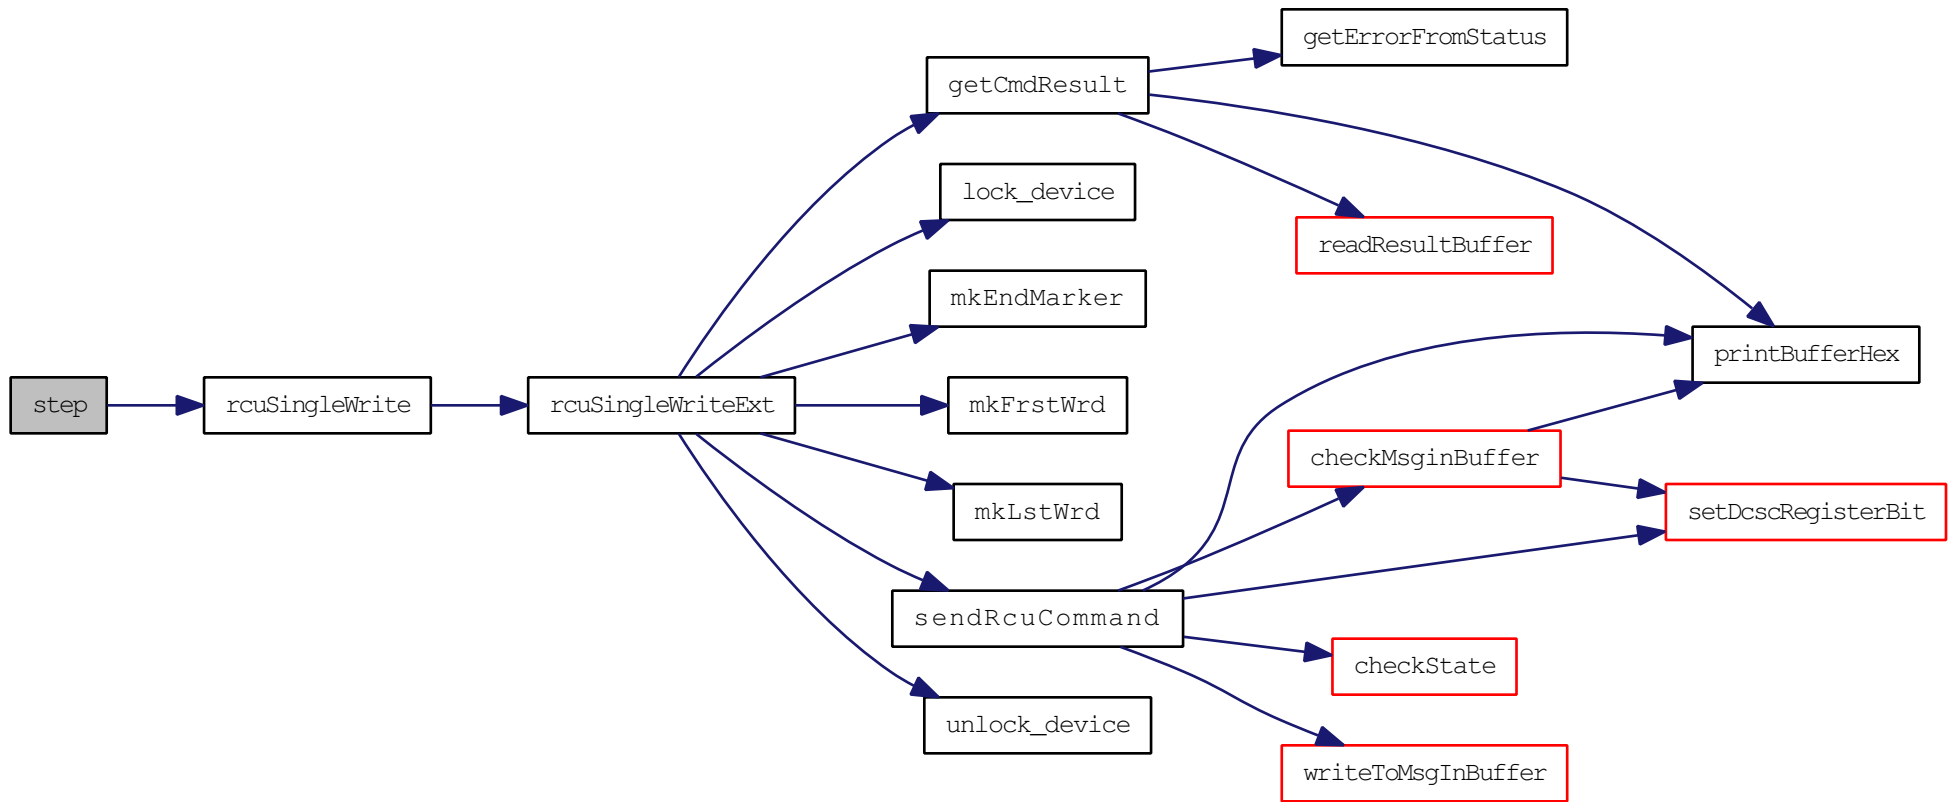 step
rcuSingleWrite
rcuSingleWriteExt
getCmdResult
lock_device
mkEndMarker
mkFrstWrd
mkLstWrd
sendRcuCommand
unlock_device
getErrorFromStatus
readResultBuffer
checkMsginBuffer
checkState
writeToMsgInBuffer
printBufferHex
setDcscRegisterBit